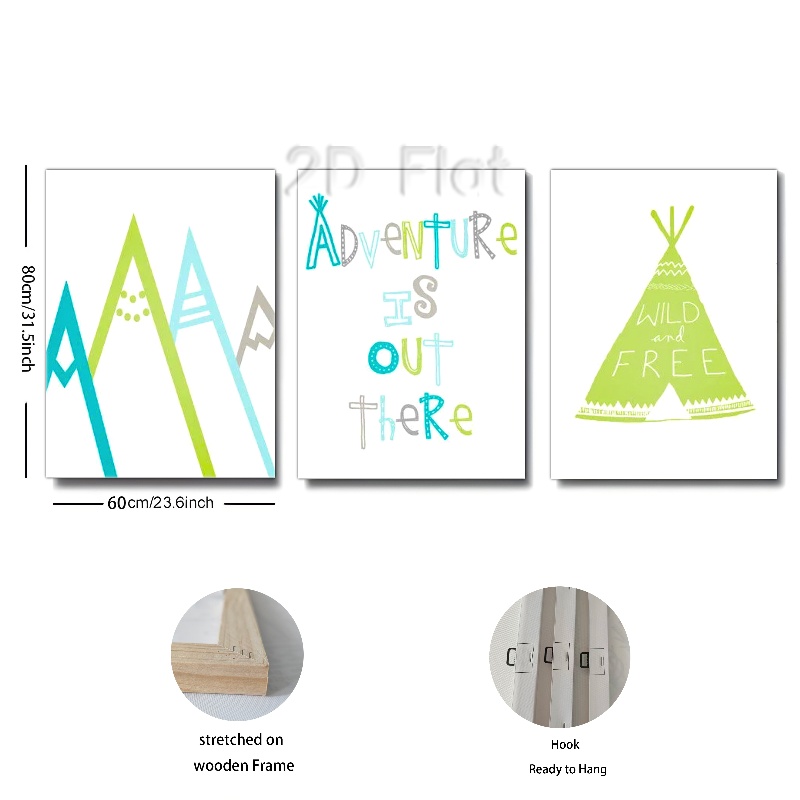 2D Flat
80cm/31.5inch
ADVENTURE
IS
OUT
THERE
WILD
and
FREE
60cm/23.6inch
stretched on
wooden Frame
Hook
Ready to Hang